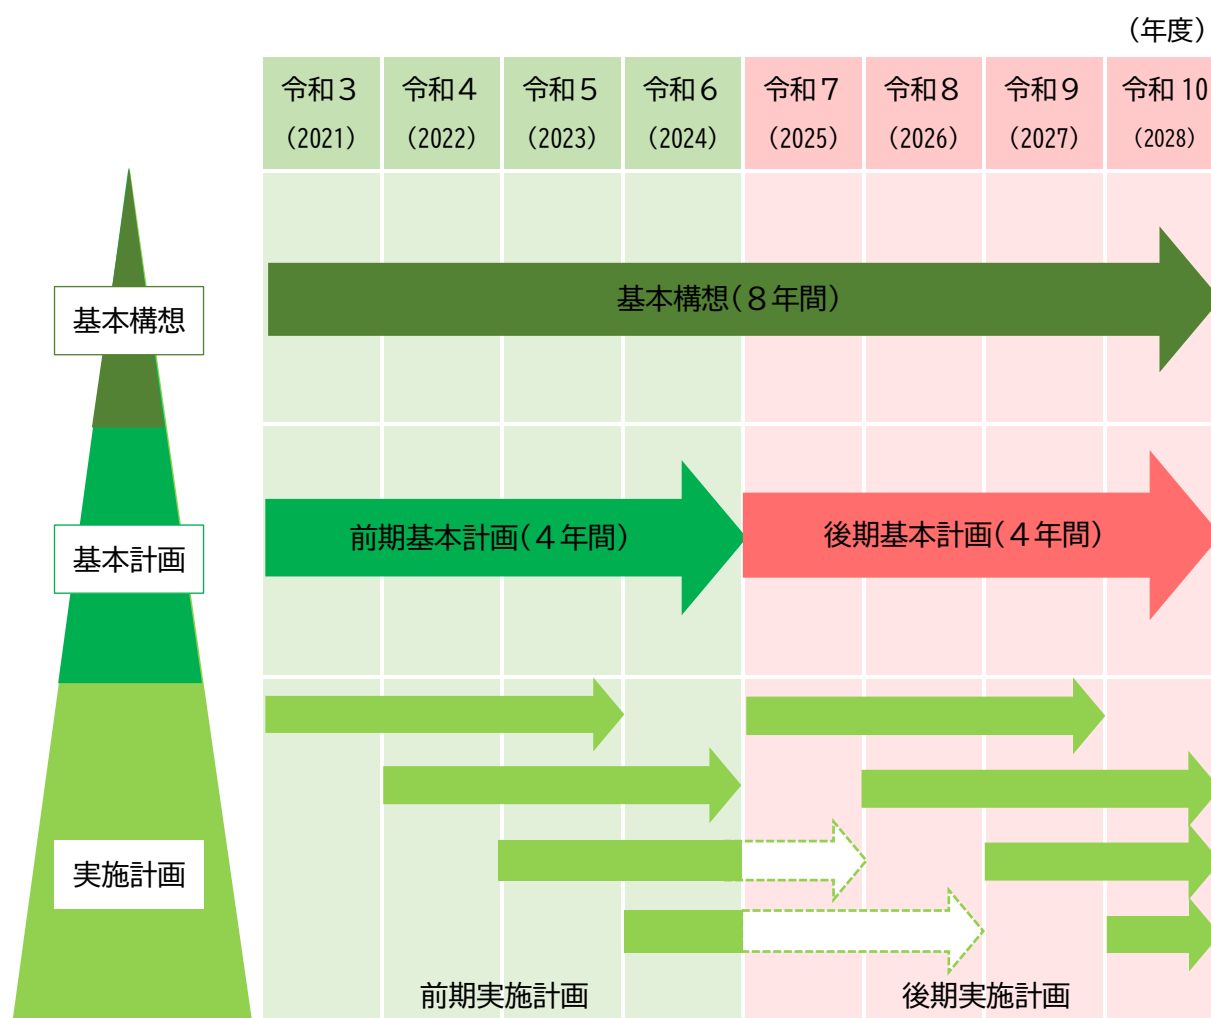 （年度）
令和３ 令和４ 令和５ 令和６ 令和７ 令和８ 令和９ 令和 10
（2021） （2022） （2023） （2024） （2025） （2026） （2027） （2028）
基本構想
基本構想（８年間）
基本計画
前期基本計画（４年間）
後期基本計画（４年間）
実施計画
前期実施計画
後期実施計画